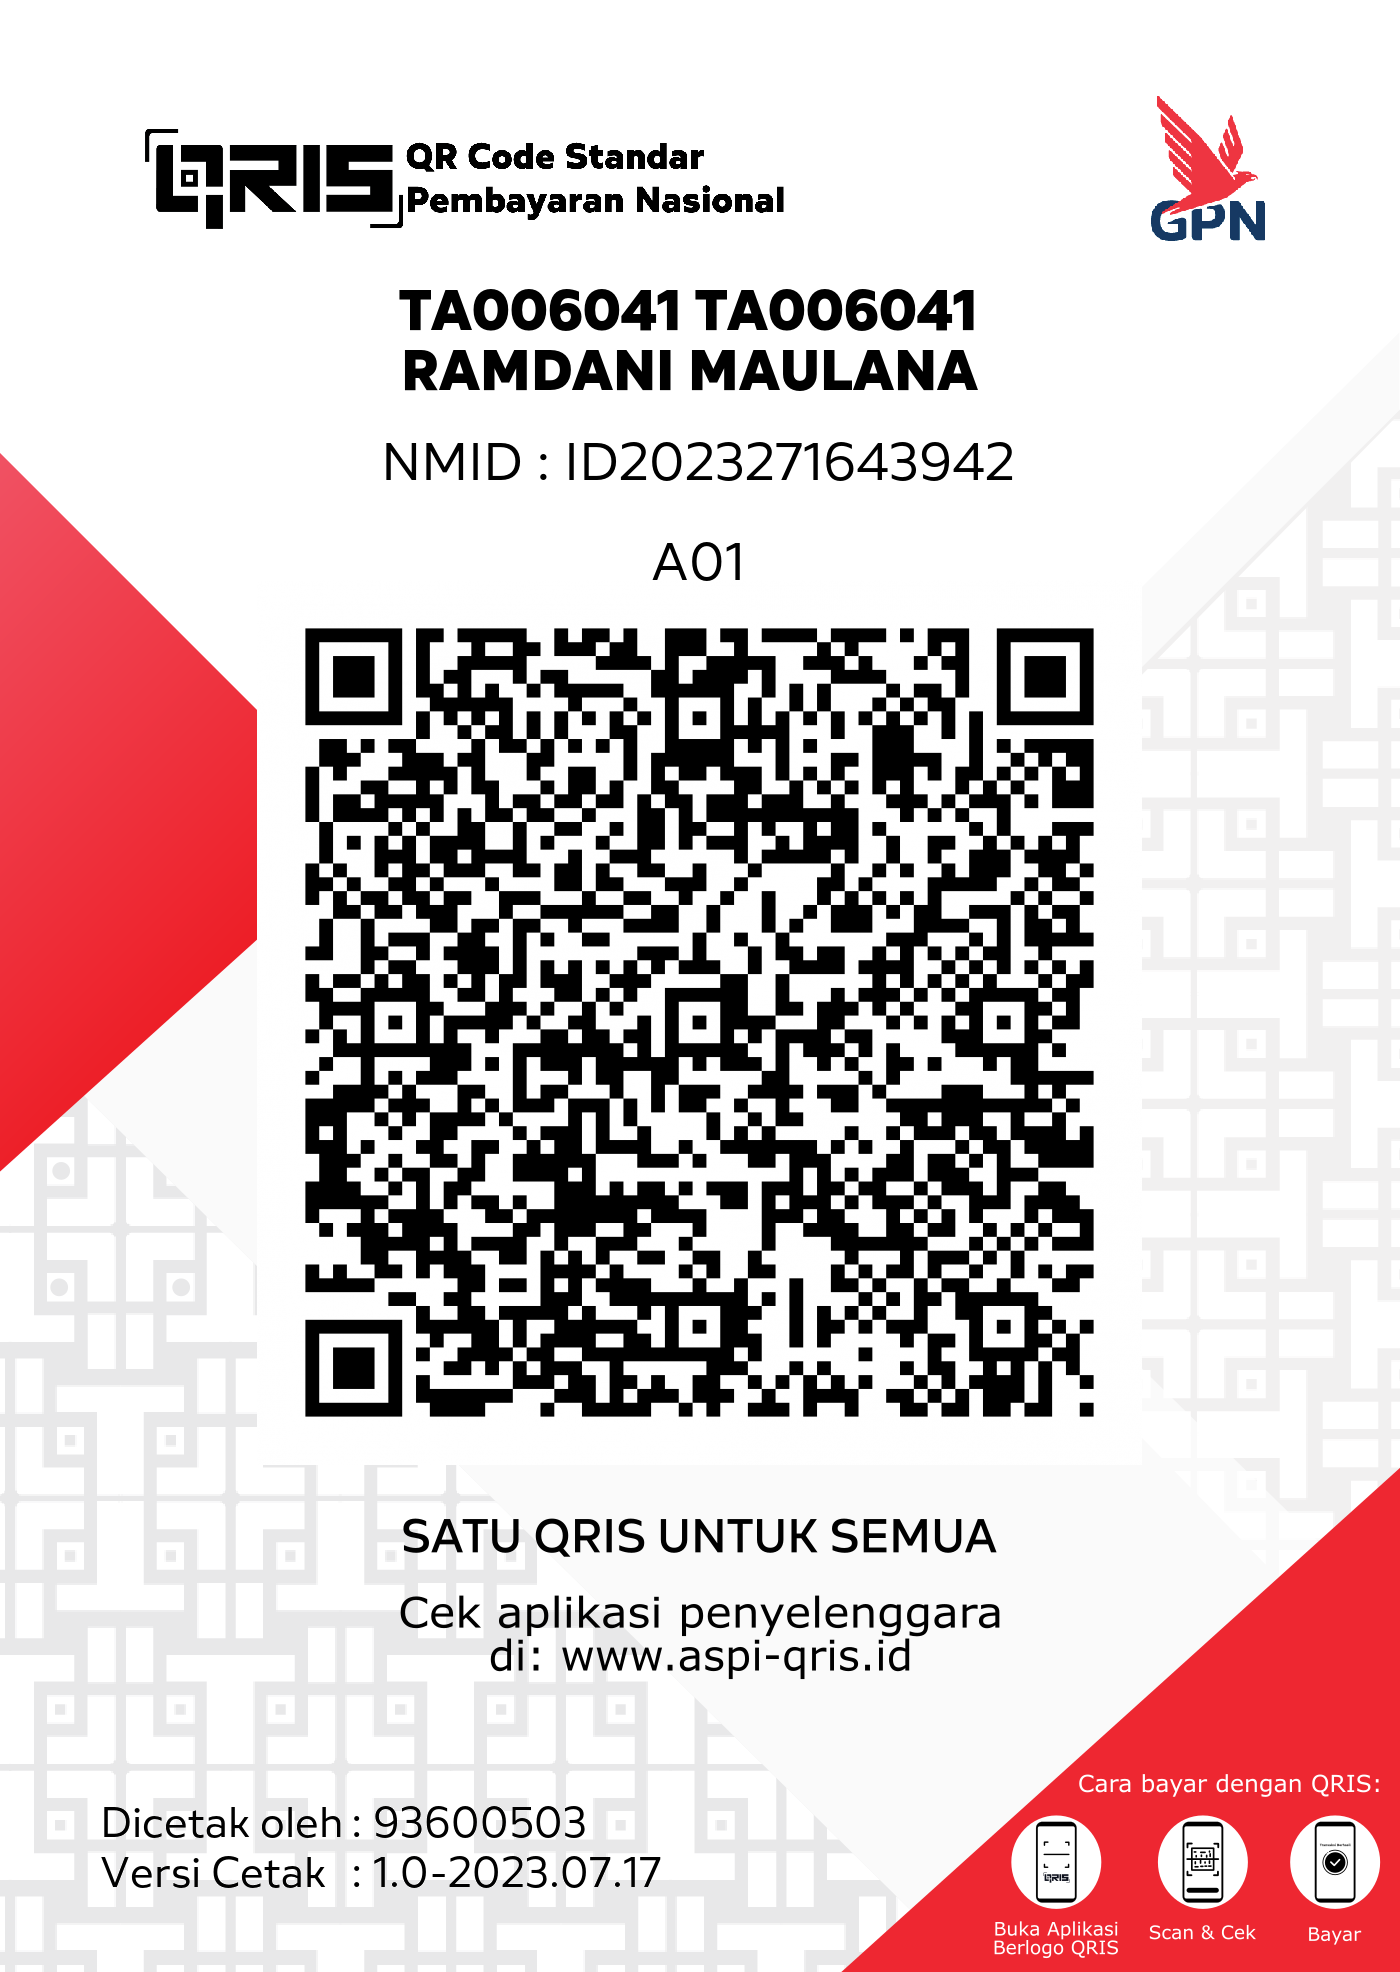 QRIS QR Code Standar
Pembayaran Nasional
GPN
TA006041 TA006041
RAMDANI MAULANA
NMID : ID2023271643942
A01
SATU QRIS UNTUK SEMUA
Cek aplikasi penyelenggara
di: www.aspi-qris.id
Dicetak oleh : 93600503
Versi Cetak : 1.0-2023.07.17
Cara bayar dengan QRIS:
QRIS
Buka Aplikasi
Berlogo QRIS
Scan & Cek
Bayar